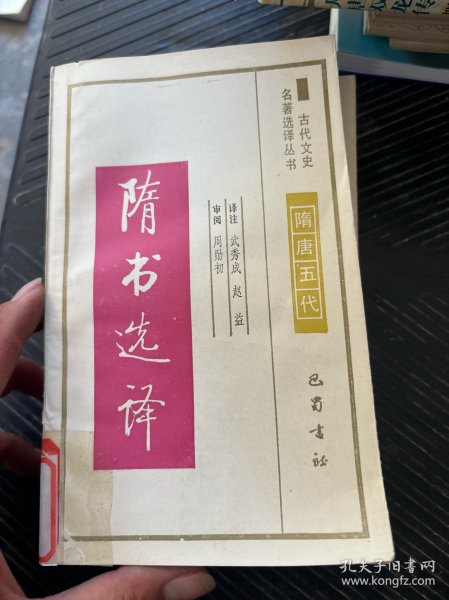 古代文史
名著选译丛书
隋唐五代
译注 武秀成 赵益
审阅 周勋初
隋书选译
巴蜀书社
孔夫子旧书网
www.kongfz.com